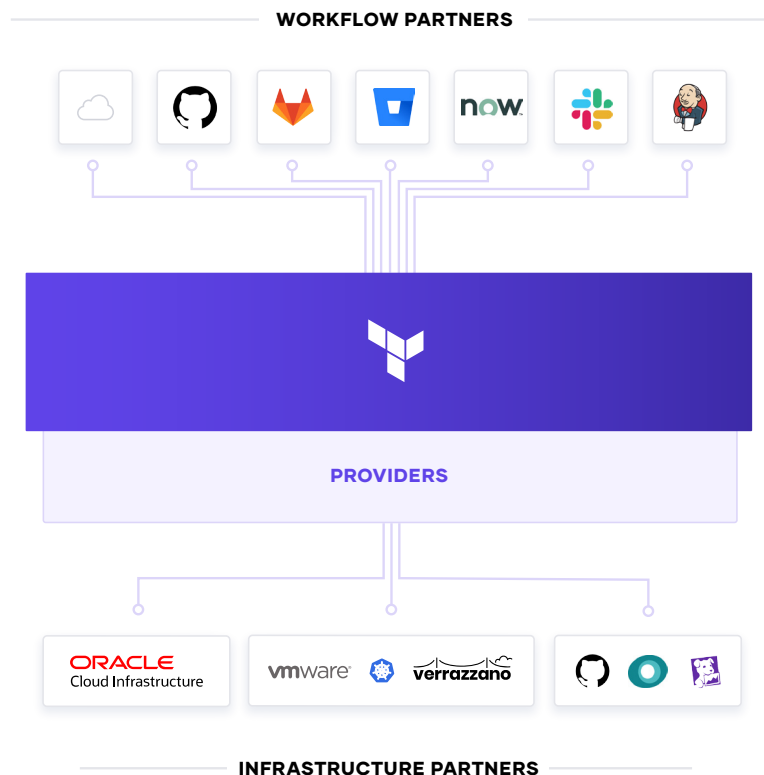 WORKFLOW PARTNERS
now
PROVIDERS
ORACLE
Cloud Infrastructure
vmware®
verrazzano
INFRASTRUCTURE PARTNERS